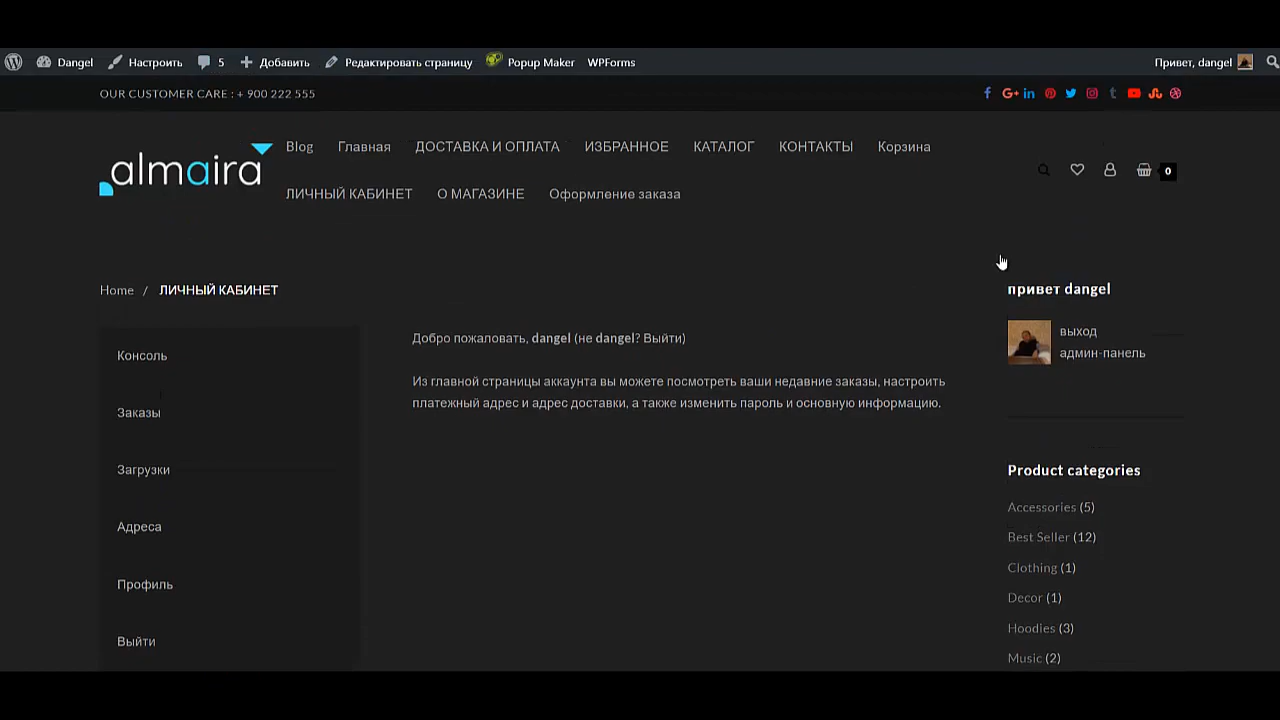 Dangel Настроить 5 Добавить Редактировать страницу Popup Maker WPForms Привет, dangel
OUR CUSTOMER CARE : + 900 222 555
almaira
Blog Главная ДОСТАВКА И ОПЛАТА ИЗБРАННОЕ КАТАЛОГ КОНТАКТЫ Корзина
ЛИЧНЫЙ КАБИНЕТ О МАГАЗИНЕ Оформление заказа
0
Home / ЛИЧНЫЙ КАБИНЕТ
Консоль
Заказы
Загрузки
Адреса
Профиль
Выйти
Добро пожаловать, dangel (не dangel? Выйти)
Из главной страницы аккаунта вы можете посмотреть ваши недавние заказы, настроить
платежный адрес и адрес доставки, а также изменить пароль и основную информацию.
привет dangel
выход
админ-панель
Product categories
Accessories (5)
Best Seller (12)
Clothing (1)
Decor (1)
Hoodies (3)
Music (2)